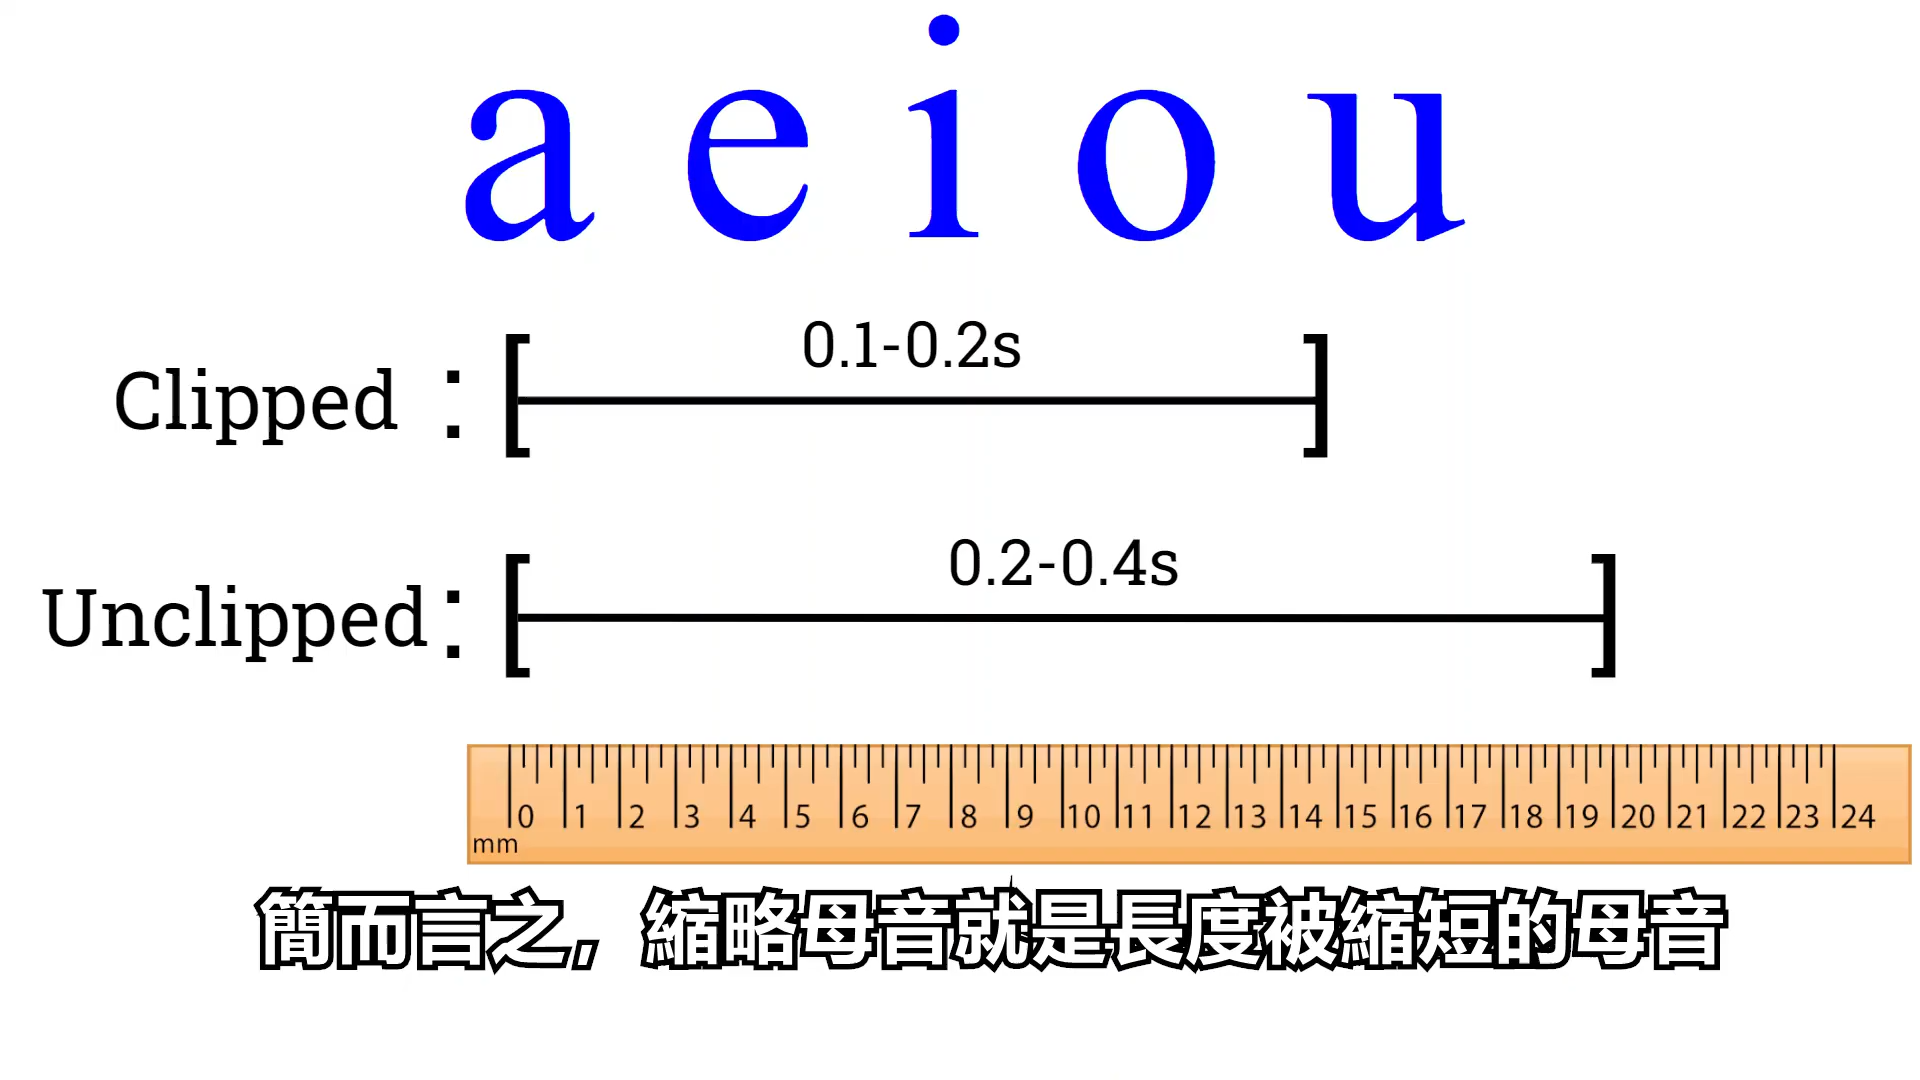 a e i o u
0.1-0.2s
Clipped :
0.2-0.4s
Unclipped :
0 1 2 3 4 5 6 7 8 9 10 11 12 13 14 15 16 17 18 19 20 21 22 23 24
mm
簡而言之，縮略母音就是長度被縮短的母音